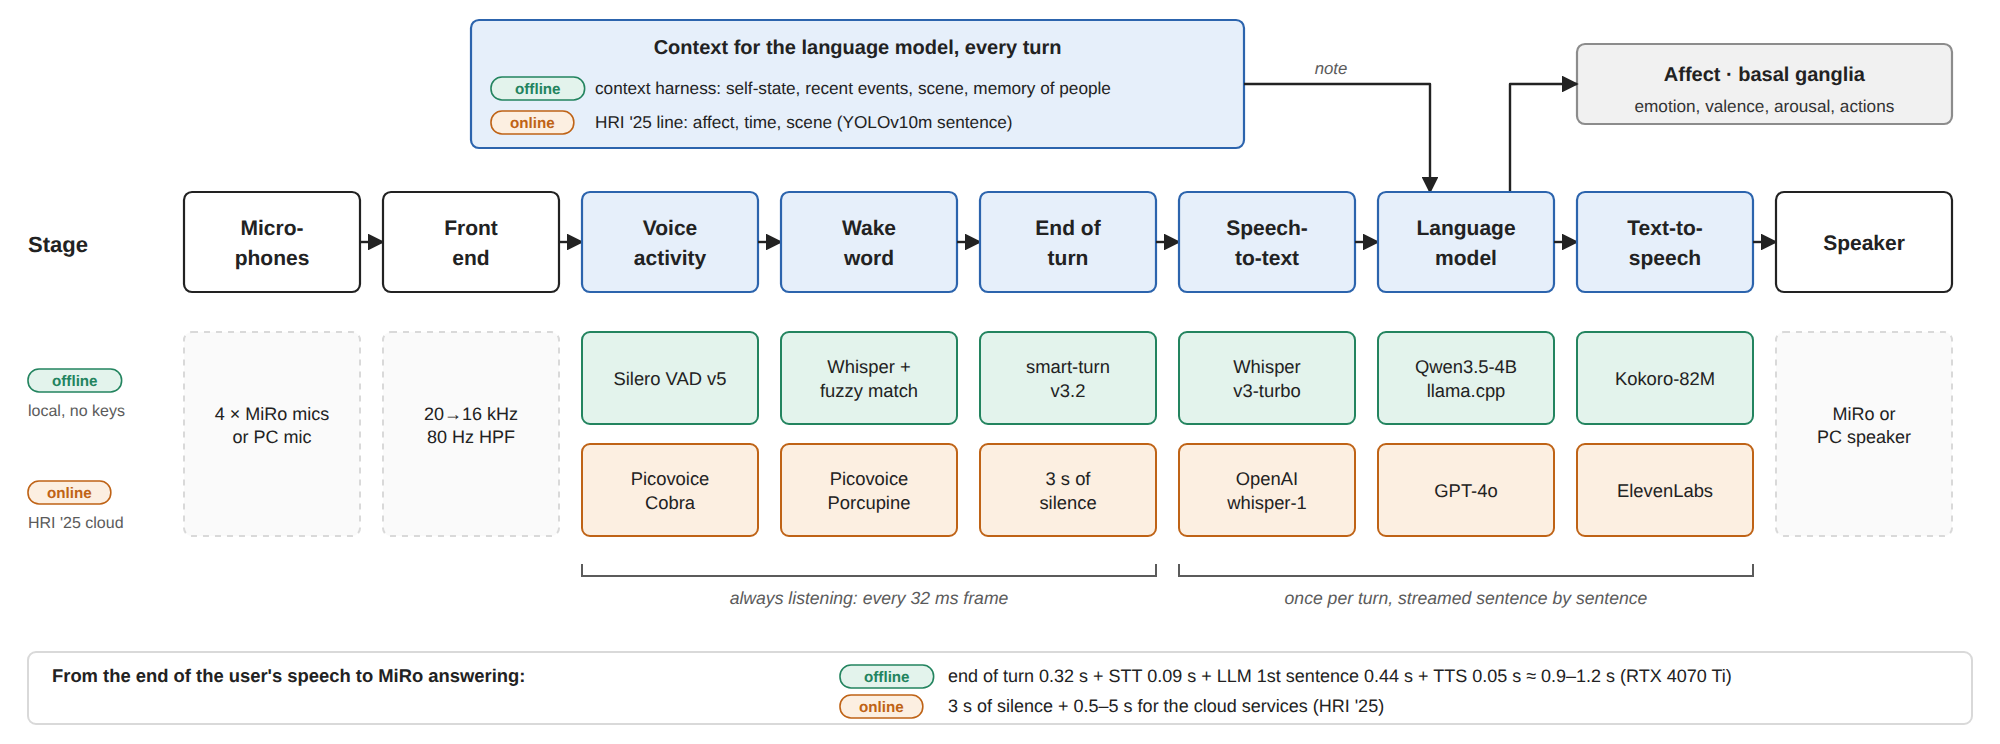 Context for the language model, every turn
offline context harness: self-state, recent events, scene, memory of people
online HRI '25 line: affect, time, scene (YOLOv10m sentence)
note
Affect · basal ganglia
emotion, valence, arousal, actions
Stage
Micro-
phones
Front
end
Voice
activity
Wake
word
End of
turn
Speech-
to-text
Language
model
Text-to-
speech
Speaker
offline
local, no keys
online
HRI '25 cloud
4 × MiRo mics
or PC mic
20→16 kHz
80 Hz HPF
Silero VAD v5
Whisper +
fuzzy match
smart-turn
v3.2
Whisper
v3-turbo
Qwen3.5-4B
llama.cpp
Kokoro-82M
MiRo or
PC speaker
Picovoice
Cobra
Picovoice
Porcupine
3 s of
silence
OpenAI
whisper-1
GPT-4o
ElevenLabs
always listening: every 32 ms frame
once per turn, streamed sentence by sentence
From the end of the user's speech to MiRo answering:
offline end of turn 0.32 s + STT 0.09 s + LLM 1st sentence 0.44 s + TTS 0.05 s ≈ 0.9–1.2 s (RTX 4070 Ti)
online 3 s of silence + 0.5–5 s for the cloud services (HRI '25)